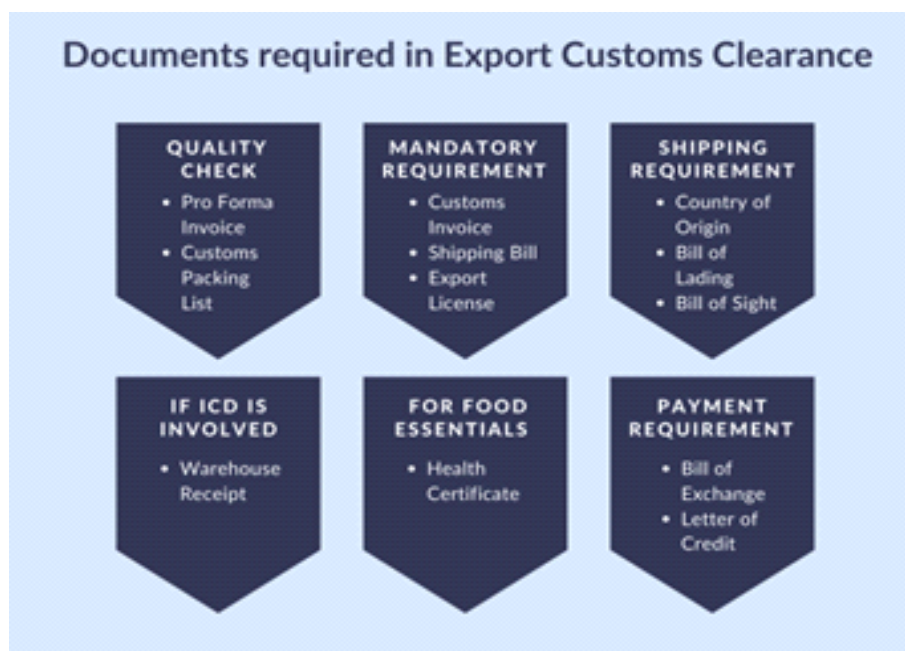 Documents required in Export Customs Clearance
QUALITY
CHECK
• Pro Forma
Invoice
• Customs
Packing
List
MANDATORY
REQUIREMENT
• Customs
Invoice
• Shipping Bill
• Export
License
SHIPPING
REQUIREMENT
• Country of
Origin
• Bill of
Lading
• Bill of Sight
IF ICD IS
INVOLVED
• Warehouse
Receipt
FOR FOOD
ESSENTIALS
• Health
Certificate
PAYMENT
REQUIREMENT
• Bill of
Exchange
• Letter of
Credit